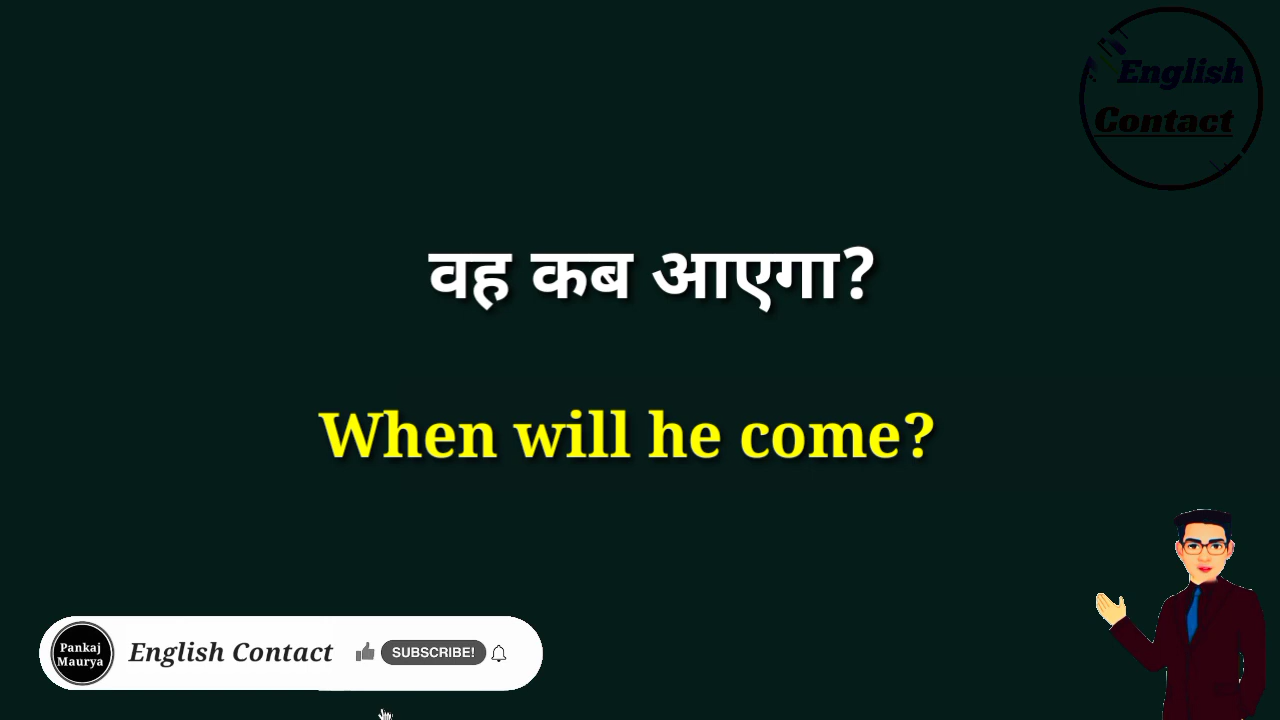 English
Contact
वह कब आएगा?
When will he come?
Pankaj
Maurya
English Contact
SUBSCRIBE!